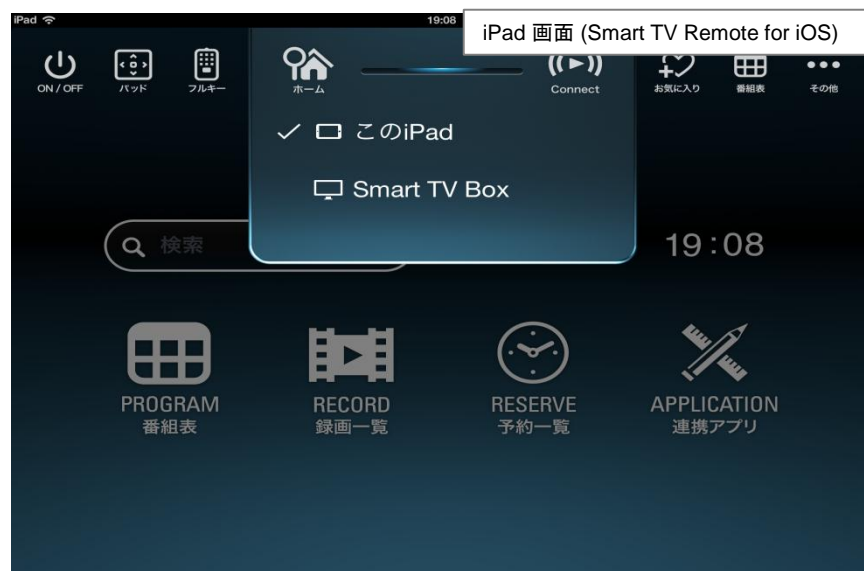 iPad 19:08
iPad 画面 (Smart TV Remote for iOS)
ON / OFF パッド フルキー ホーム Connect お気に入り 番組表 その他
このiPad
Smart TV Box
検索 19:08
PROGRAM RECORD RESERVE APPLICATION
番組表 録画一覧 予約一覧 連携アプリ